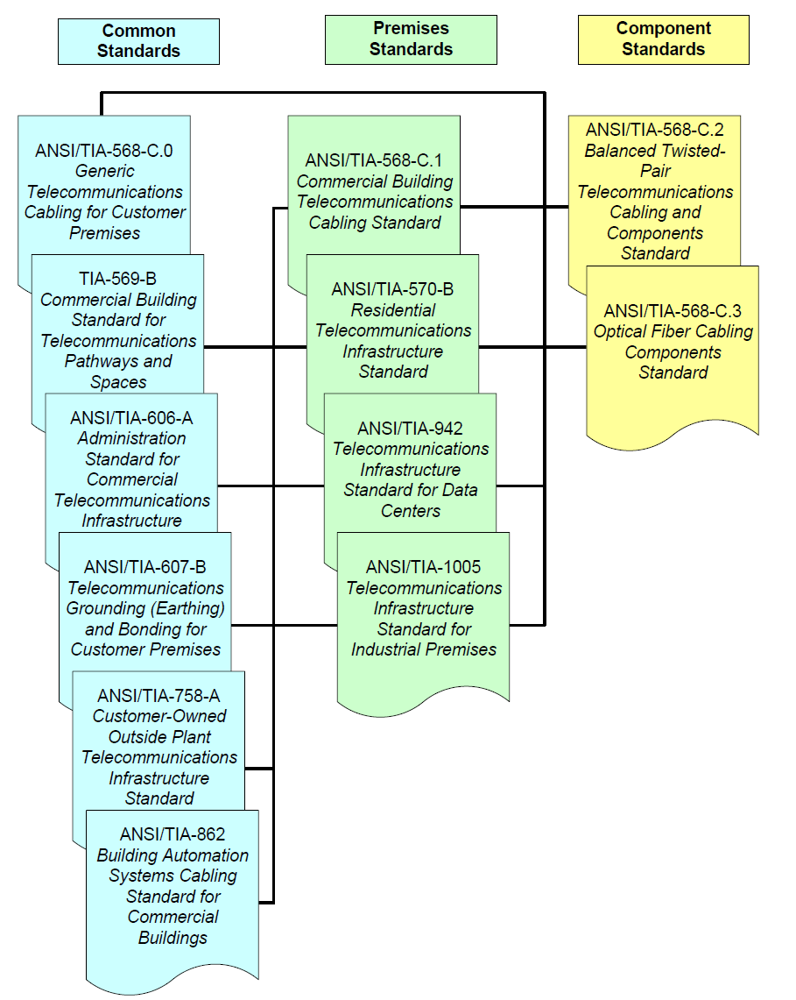 Common
Standards
Premises
Standards
Component
Standards
ANSI/TIA-568-C.0
Generic
Telecommunications
Cabling for Customer
Premises
TIA-569-B
Commercial Building
Standard for
Telecommunications
Pathways and
Spaces
ANSI/TIA-606-A
Administration
Standard for
Commercial
Telecommunications
Infrastructure
ANSI/TIA-607-B
Telecommunications
Grounding (Earthing)
and Bonding for
Customer Premises
ANSI/TIA-758-A
Customer-Owned
Outside Plant
Telecommunications
Infrastructure
Standard
ANSI/TIA-862
Building Automation
Systems Cabling
Standard for
Commercial
Buildings
ANSI/TIA-568-C.1
Commercial Building
Telecommunications
Cabling Standard
ANSI/TIA-570-B
Residential
Telecommunications
Infrastructure
Standard
ANSI/TIA-942
Telecommunications
Infrastructure
Standard for Data
Centers
ANSI/TIA-1005
Telecommunications
Infrastructure
Standard for
Industrial Premises
ANSI/TIA-568-C.2
Balanced Twisted-
Pair
Telecommunications
Cabling and
Components
Standard
ANSI/TIA-568-C.3
Optical Fiber Cabling
Components
Standard